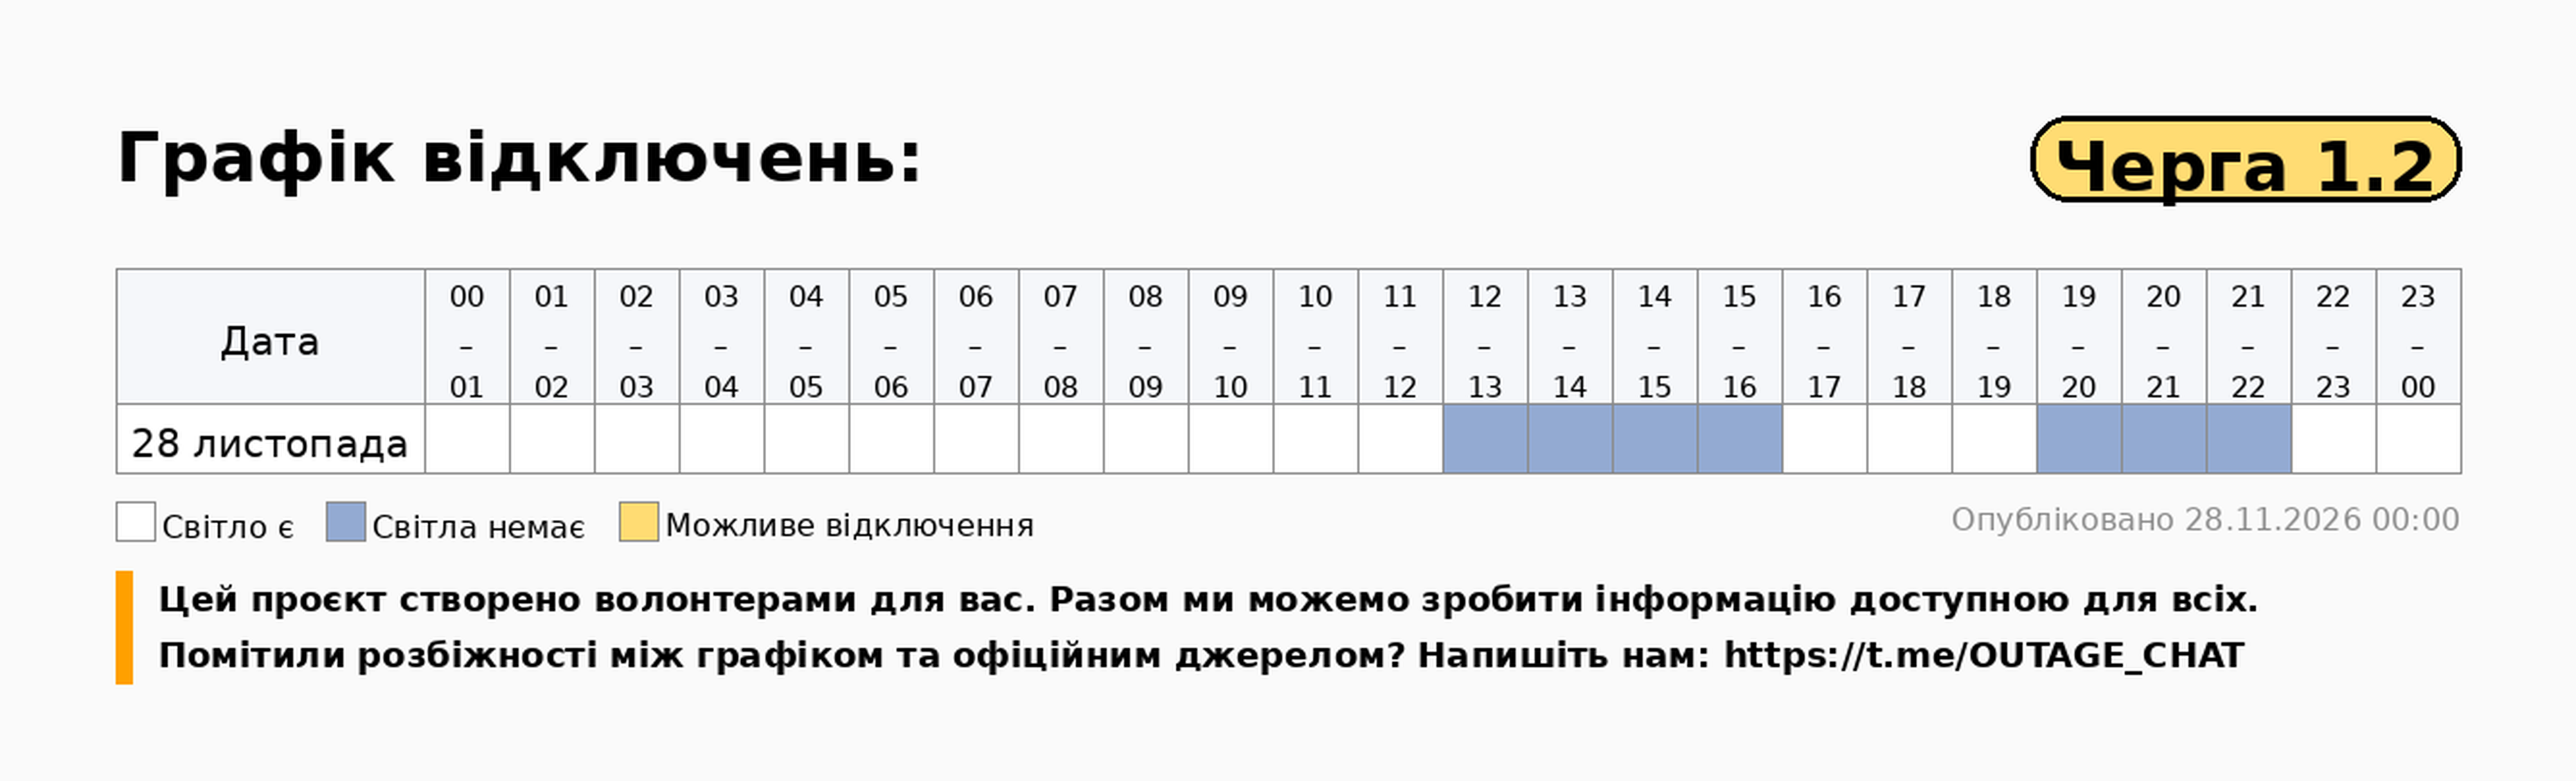 Графік відключень:
Черга 1.2
Дата 00 – 01 01 – 02 02 – 03 03 – 04 04 – 05 05 – 06 06 – 07 07 – 08 08 – 09 09 – 10 10 – 11 11 – 12 12 – 13 13 – 14 14 – 15 15 – 16 16 – 17 17 – 18 18 – 19 19 – 20 20 – 21 21 – 22 22 – 23 23 – 00
28 листопада
Світло є Світла немає Можливе відключення
Опубліковано 28.11.2026 00:00
Цей проєкт створено волонтерами для вас. Разом ми можемо зробити інформацію доступною для всіх.
Помітили розбіжності між графіком та офіційним джерелом? Напишіть нам: https://t.me/OUTAGE_CHAT